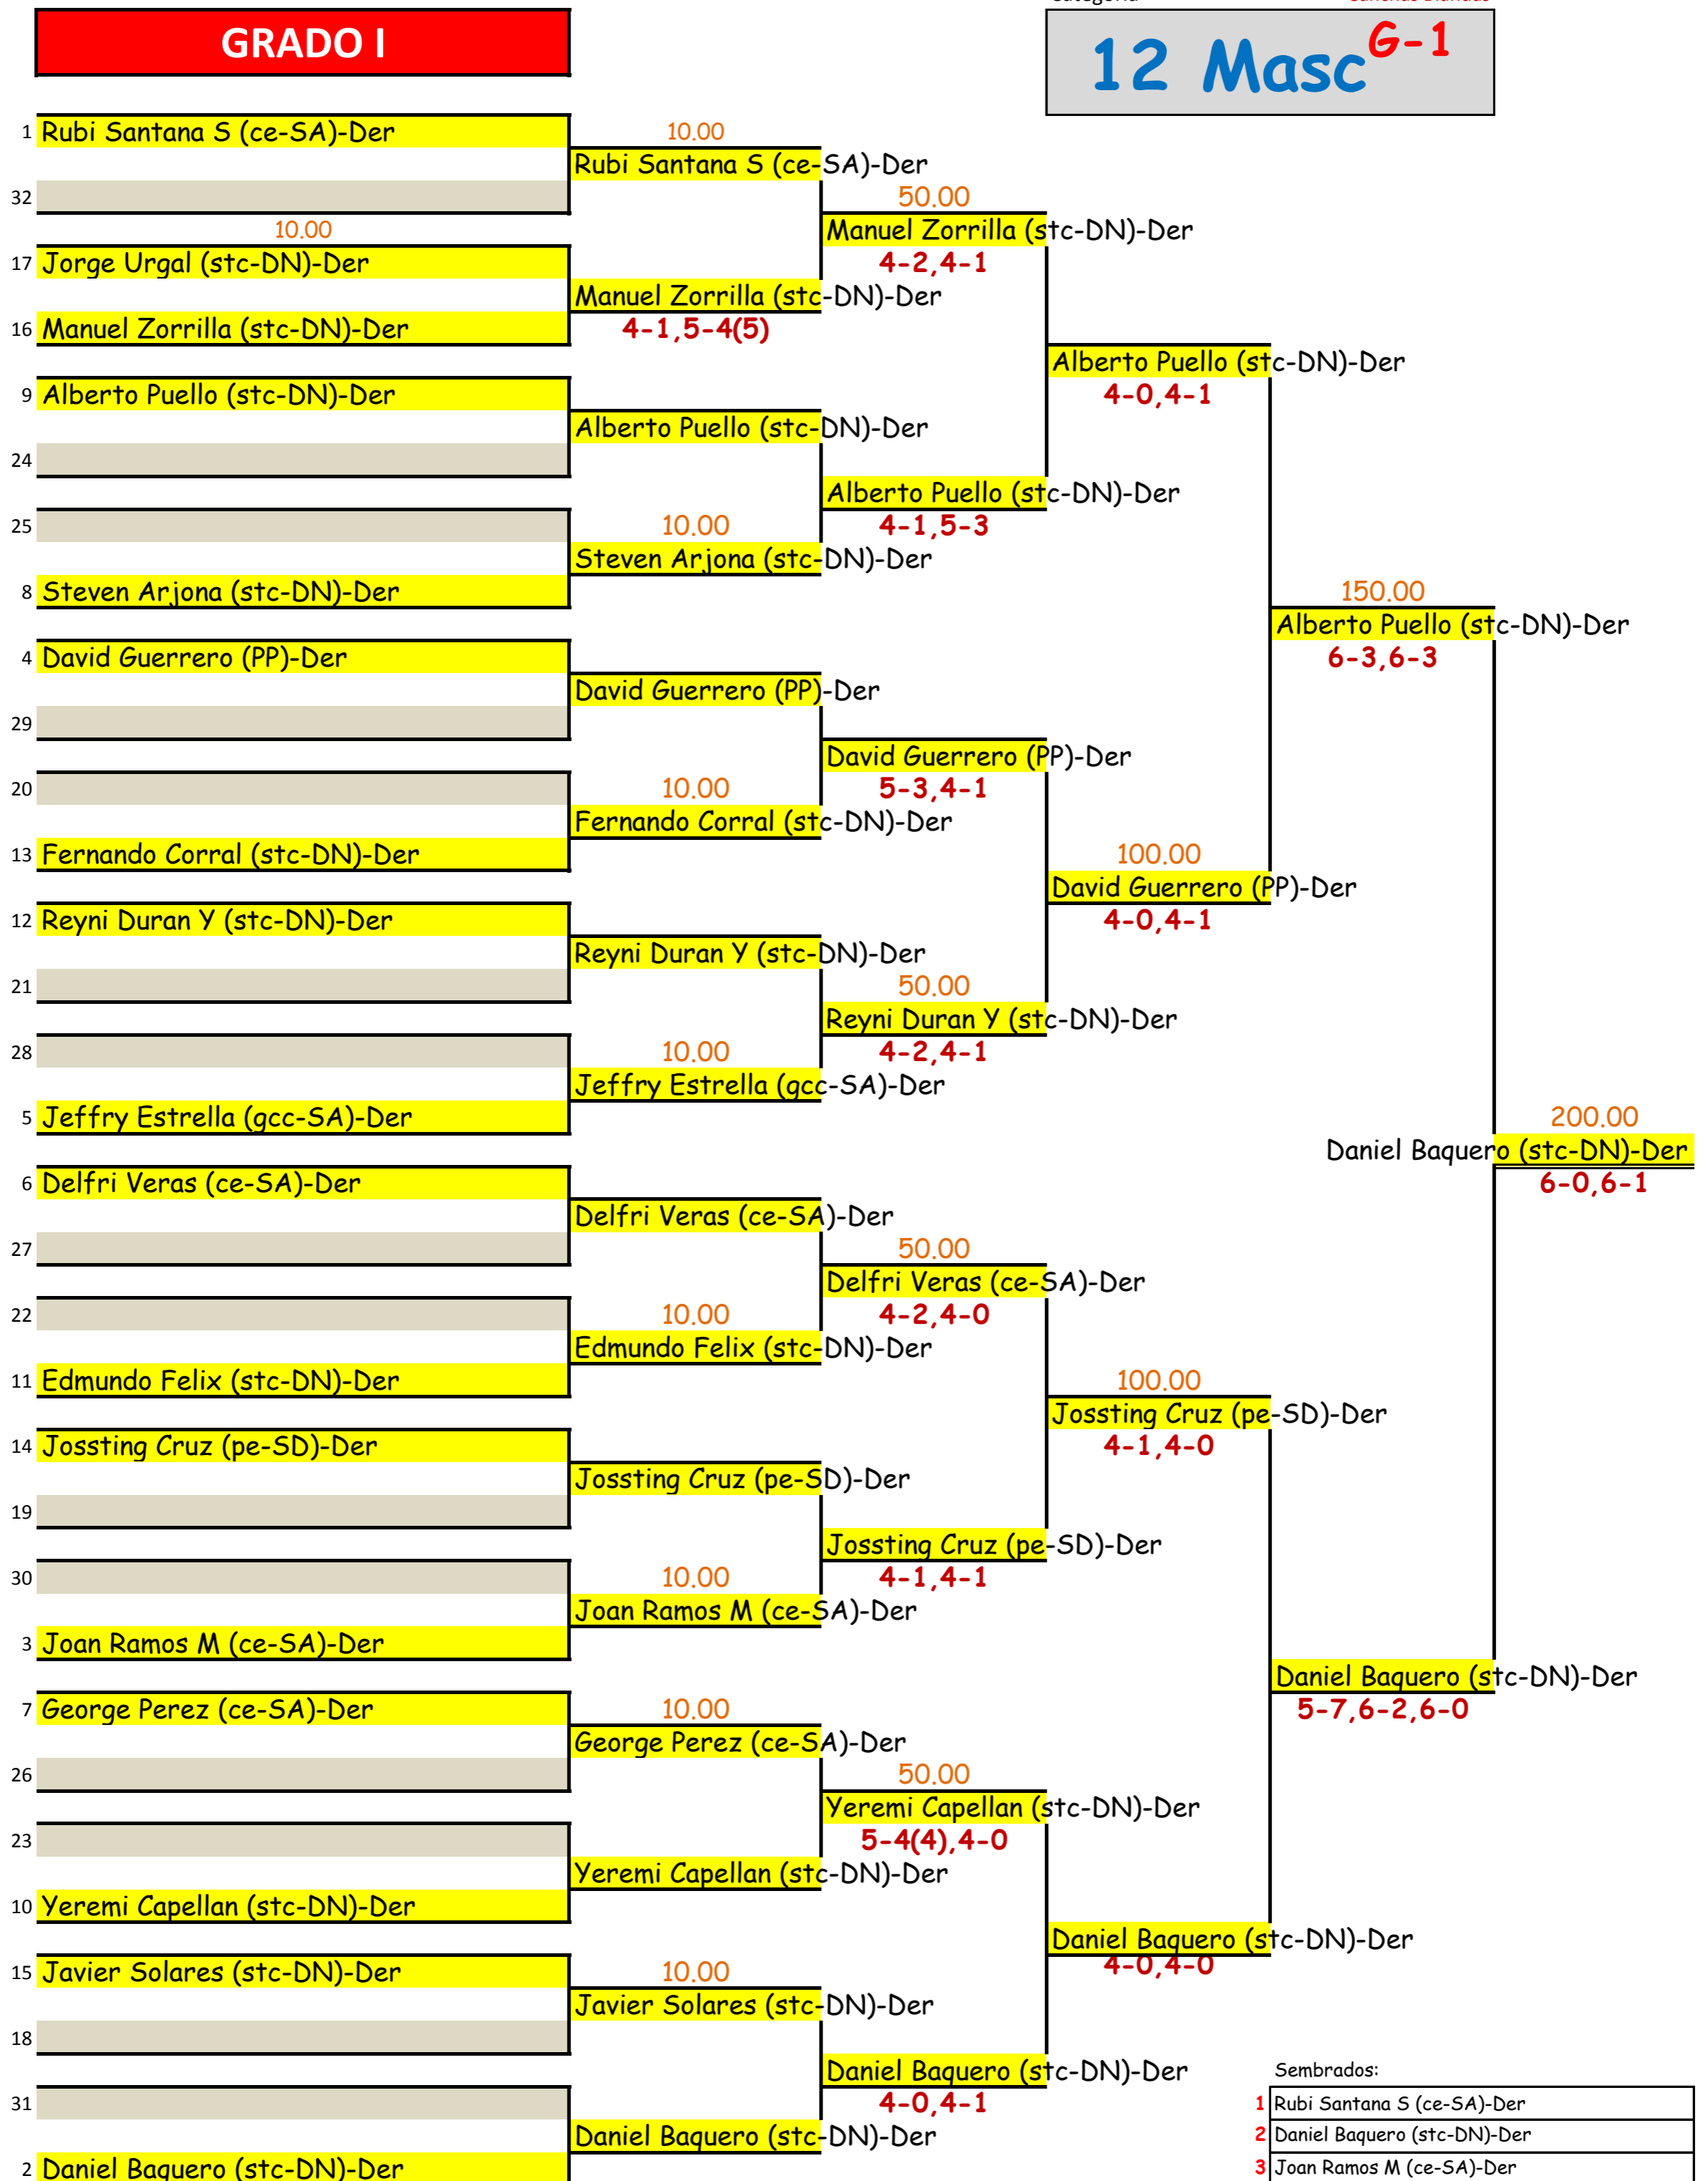 Categoría Canchas Blandas
GRADO I
12 Masc G-1
1 Rubi Santana S (ce-SA)-Der 10.00
Rubi Santana S (ce-SA)-Der
32 50.00
10.00 Manuel Zorrilla (stc-DN)-Der
17 Jorge Urgal (stc-DN)-Der 4-2,4-1
Manuel Zorrilla (stc-DN)-Der
16 Manuel Zorrilla (stc-DN)-Der 4-1,5-4(5)
Alberto Puello (stc-DN)-Der
9 Alberto Puello (stc-DN)-Der 4-0,4-1
Alberto Puello (stc-DN)-Der
24
Alberto Puello (stc-DN)-Der
25 10.00 4-1,5-3
Steven Arjona (stc-DN)-Der
8 Steven Arjona (stc-DN)-Der 150.00
Alberto Puello (stc-DN)-Der
4 David Guerrero (PP)-Der 6-3,6-3
David Guerrero (PP)-Der
29
David Guerrero (PP)-Der
20 10.00 5-3,4-1
Fernando Corral (stc-DN)-Der
13 Fernando Corral (stc-DN)-Der 100.00
David Guerrero (PP)-Der
12 Reyni Duran Y (stc-DN)-Der 4-0,4-1
Reyni Duran Y (stc-DN)-Der
21 50.00
Reyni Duran Y (stc-DN)-Der
28 10.00 4-2,4-1
Jeffry Estrella (gcc-SA)-Der
5 Jeffry Estrella (gcc-SA)-Der 200.00
Daniel Baquero (stc-DN)-Der
6 Delfri Veras (ce-SA)-Der 6-0,6-1
Delfri Veras (ce-SA)-Der
27 50.00
Delfri Veras (ce-SA)-Der
22 10.00 4-2,4-0
Edmundo Felix (stc-DN)-Der
11 Edmundo Felix (stc-DN)-Der 100.00
Jossting Cruz (pe-SD)-Der
14 Jossting Cruz (pe-SD)-Der 4-1,4-0
Jossting Cruz (pe-SD)-Der
19
Jossting Cruz (pe-SD)-Der
30 10.00 4-1,4-1
Joan Ramos M (ce-SA)-Der
3 Joan Ramos M (ce-SA)-Der
Daniel Baquero (stc-DN)-Der
7 George Perez (ce-SA)-Der 10.00 5-7,6-2,6-0
George Perez (ce-SA)-Der
26 50.00
Yeremi Capellan (stc-DN)-Der
23 5-4(4),4-0
Yeremi Capellan (stc-DN)-Der
10 Yeremi Capellan (stc-DN)-Der
Daniel Baquero (stc-DN)-Der
15 Javier Solares (stc-DN)-Der 10.00 4-0,4-0
Javier Solares (stc-DN)-Der
18
Daniel Baquero (stc-DN)-Der Sembrados:
31 4-0,4-1 1 Rubi Santana S (ce-SA)-Der
Daniel Baquero (stc-DN)-Der 2 Daniel Baquero (stc-DN)-Der
2 Daniel Baquero (stc-DN)-Der 3 Joan Ramos M (ce-SA)-Der